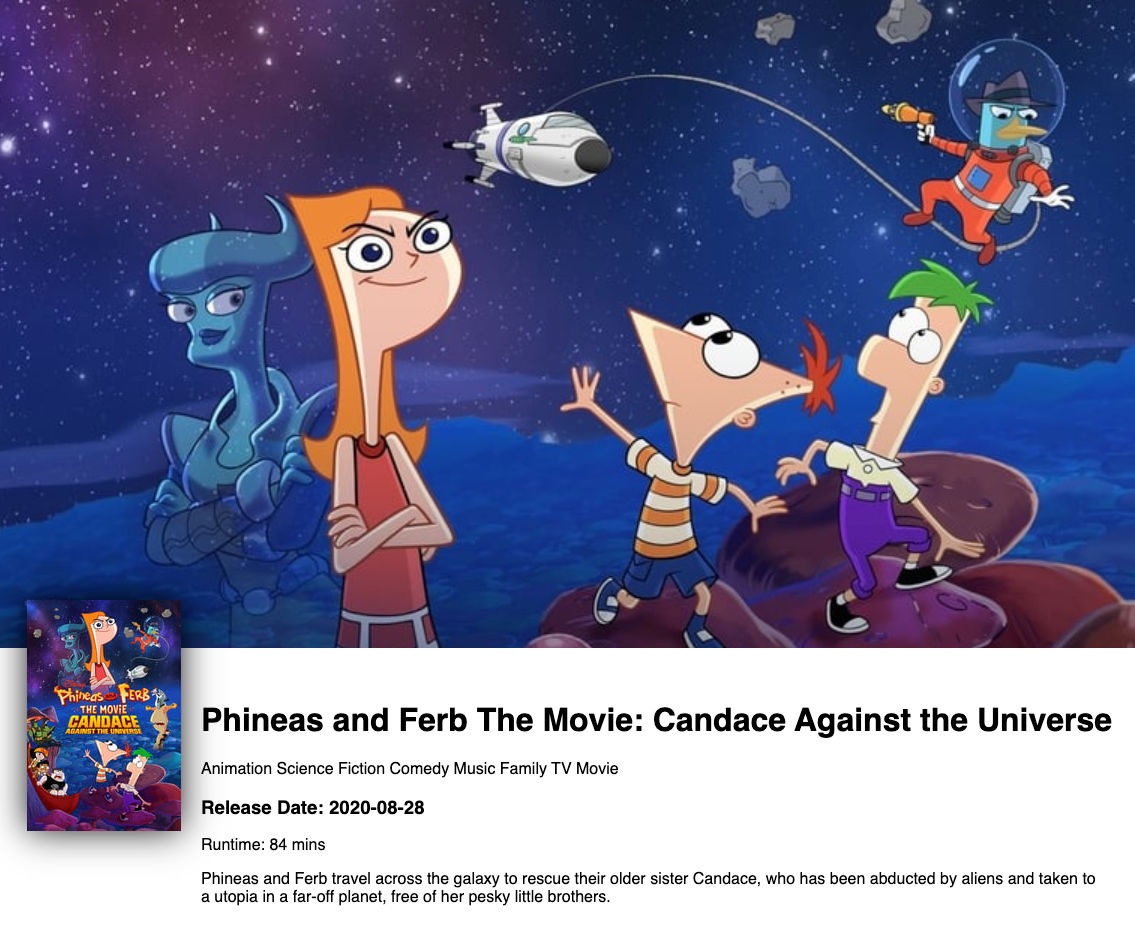 Phineas and Ferb
THE MOVIE
CANDACE
AGAINST THE UNIVERSE
Phineas and Ferb The Movie: Candace Against the Universe
Animation Science Fiction Comedy Music Family TV Movie
Release Date: 2020-08-28
Runtime: 84 mins
Phineas and Ferb travel across the galaxy to rescue their older sister Candace, who has been abducted by aliens and taken to
a utopia in a far-off planet, free of her pesky little brothers.